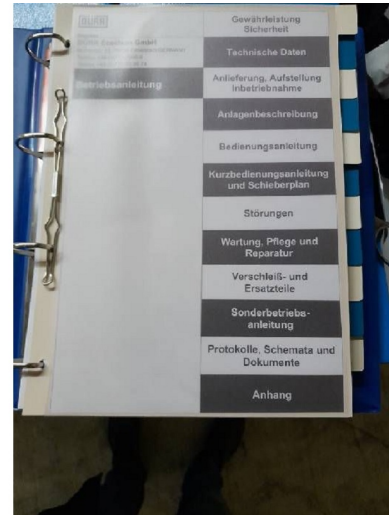 Betriebsanleitung
Gewährleistung
Sicherheit
Technische Daten
Anlieferung, Aufstellung
Inbetriebnahme
Anlagenbeschreibung
Bedienungsanleitung
Kurzbedienungsanleitung
und Schieberplan
Störungen
Wartung, Pflege und
Reparatur
Verschleiß- und
Ersatzteile
Sonderbetriebs-
anleitung
Protokolle, Schemata und
Dokumente
Anhang